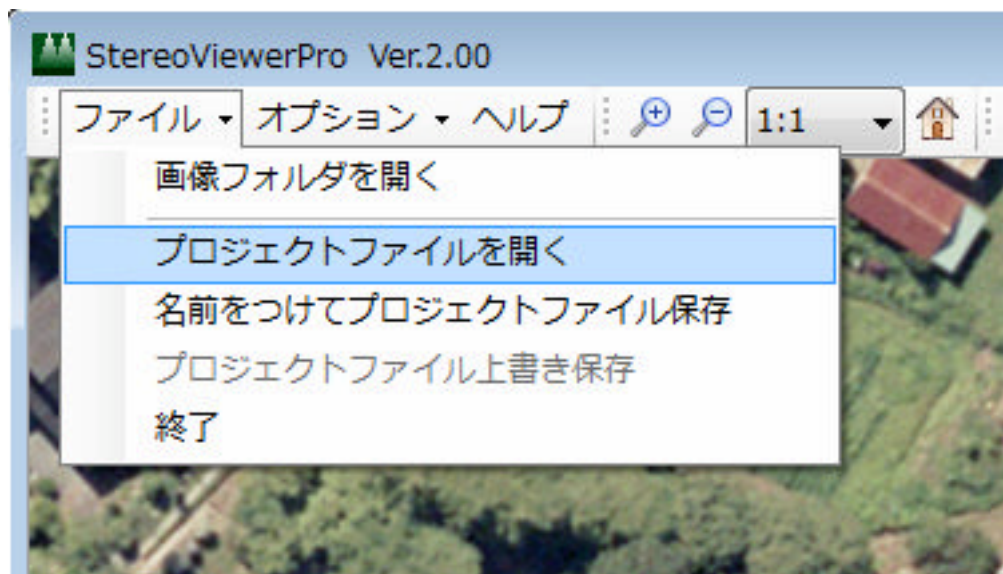 StereoViewerPro Ver.2.00
ファイル オプション ヘルプ 1:1
画像フォルダを開く
プロジェクトファイルを開く
名前をつけてプロジェクトファイル保存
プロジェクトファイル上書き保存
終了